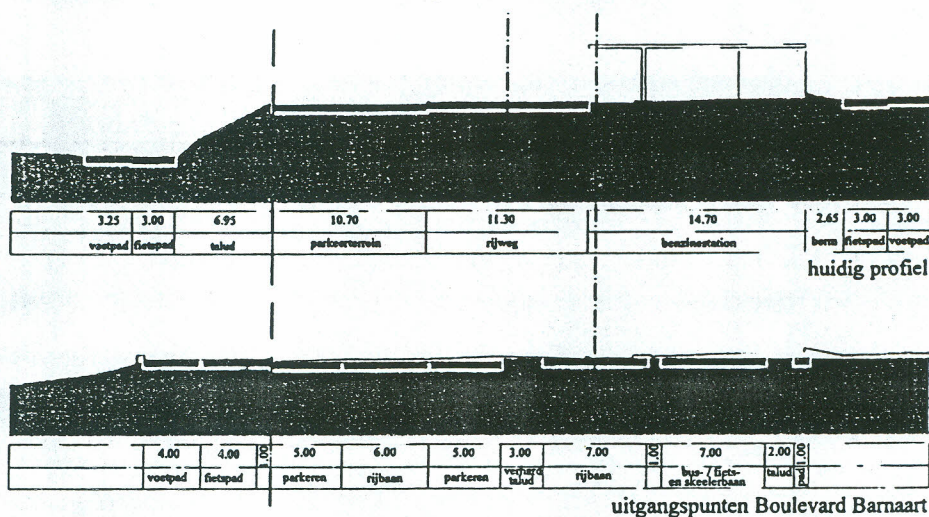 3.25 3.00 6.95 10.70 11.30 14.70 2.65 3.00 3.00
voetpad fietspad talud parkeerterrein rijweg benzinestation berm fietspad voetpad
huidig profiel
4.00 4.00 1.00 5.00 6.00 5.00 3.00 7.00 1.00 7.00 2.00 1.00
voetpad fietspad parkeren rijbaan parkeren verhard talud rijbaan bus- / fiets- en skeelerbaan talud pad
uitgangspunten Boulevard Barnaart